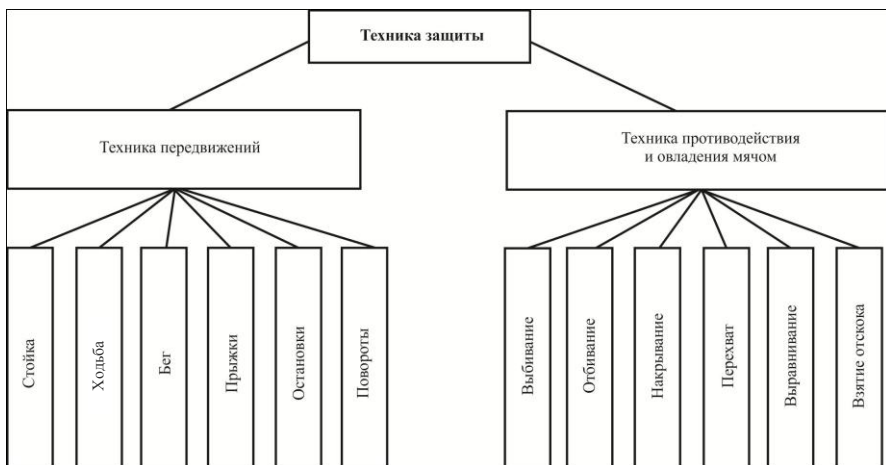 Техника защиты
Техника передвижений
Техника противодействия
и овладения мячом
Стойка
Ходьба
Бег
Прыжки
Остановки
Повороты
Выбивание
Отбивание
Накрывание
Перехват
Выравнивание
Взятие отскока